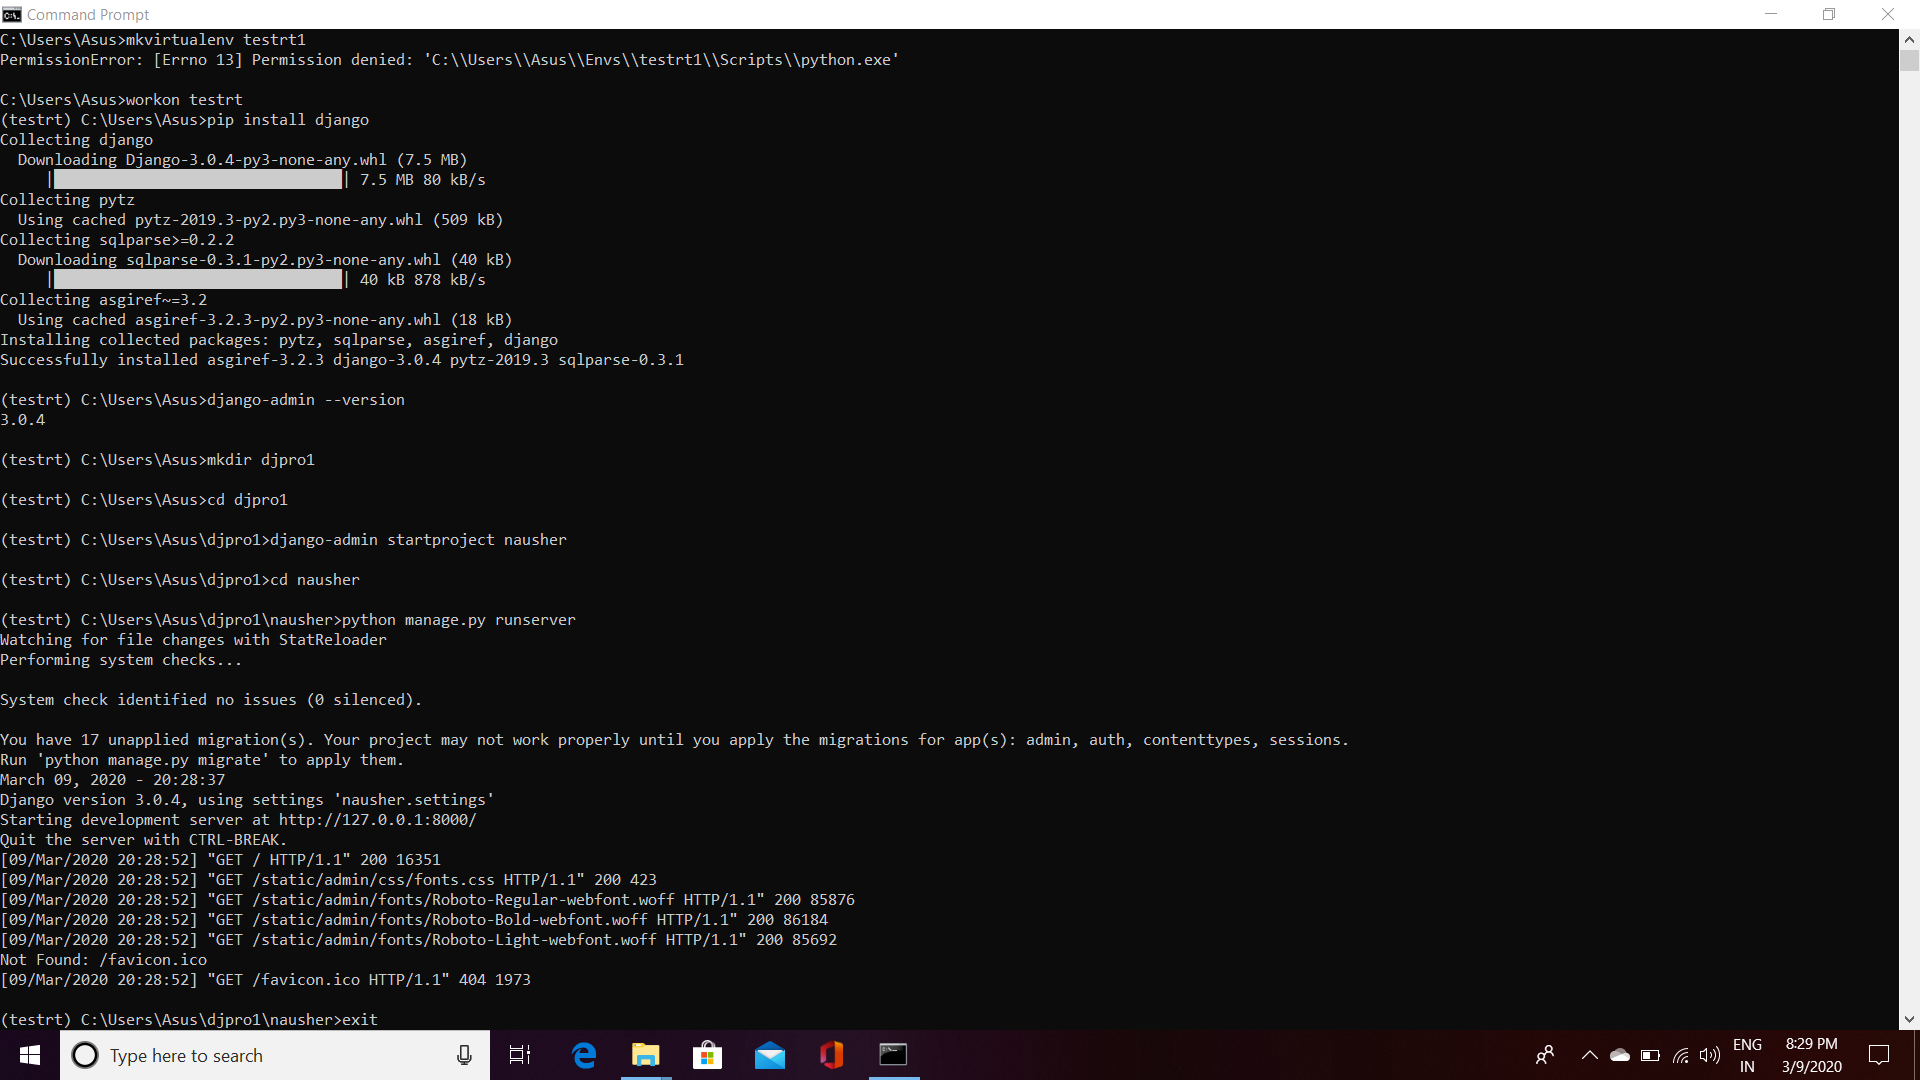 Command Prompt
C:\Users\Asus>mkvirtualenv testrt1
PermissionError: [Errno 13] Permission denied: 'C:\\Users\\Asus\\Envs\\testrt1\\Scripts\\python.exe'
C:\Users\Asus>workon testrt
(testrt) C:\Users\Asus>pip install django
Collecting django
  Downloading Django-3.0.4-py3-none-any.whl (7.5 MB)
     |████████████████████████████████| 7.5 MB 80 kB/s
Collecting pytz
  Using cached pytz-2019.3-py2.py3-none-any.whl (509 kB)
Collecting sqlparse>=0.2.2
  Downloading sqlparse-0.3.1-py2.py3-none-any.whl (40 kB)
     |████████████████████████████████| 40 kB 878 kB/s
Collecting asgiref~=3.2
  Using cached asgiref-3.2.3-py2.py3-none-any.whl (18 kB)
Installing collected packages: pytz, sqlparse, asgiref, django
Successfully installed asgiref-3.2.3 django-3.0.4 pytz-2019.3 sqlparse-0.3.1
(testrt) C:\Users\Asus>django-admin --version
3.0.4
(testrt) C:\Users\Asus>mkdir djpro1
(testrt) C:\Users\Asus>cd djpro1
(testrt) C:\Users\Asus\djpro1>django-admin startproject nausher
(testrt) C:\Users\Asus\djpro1>cd nausher
(testrt) C:\Users\Asus\djpro1\nausher>python manage.py runserver
Watching for file changes with StatReloader
Performing system checks...
System check identified no issues (0 silenced).
You have 17 unapplied migration(s). Your project may not work properly until you apply the migrations for app(s): admin, auth, contenttypes, sessions.
Run 'python manage.py migrate' to apply them.
March 09, 2020 - 20:28:37
Django version 3.0.4, using settings 'nausher.settings'
Starting development server at http://127.0.0.1:8000/
Quit the server with CTRL-BREAK.
[09/Mar/2020 20:28:52] "GET / HTTP/1.1" 200 16351
[09/Mar/2020 20:28:52] "GET /static/admin/css/fonts.css HTTP/1.1" 200 423
[09/Mar/2020 20:28:52] "GET /static/admin/fonts/Roboto-Regular-webfont.woff HTTP/1.1" 200 85876
[09/Mar/2020 20:28:52] "GET /static/admin/fonts/Roboto-Bold-webfont.woff HTTP/1.1" 200 86184
[09/Mar/2020 20:28:52] "GET /static/admin/fonts/Roboto-Light-webfont.woff HTTP/1.1" 200 85692
Not Found: /favicon.ico
[09/Mar/2020 20:28:52] "GET /favicon.ico HTTP/1.1" 404 1973
(testrt) C:\Users\Asus\djpro1\nausher>exit
Type here to search
ENG
IN
8:29 PM
3/9/2020